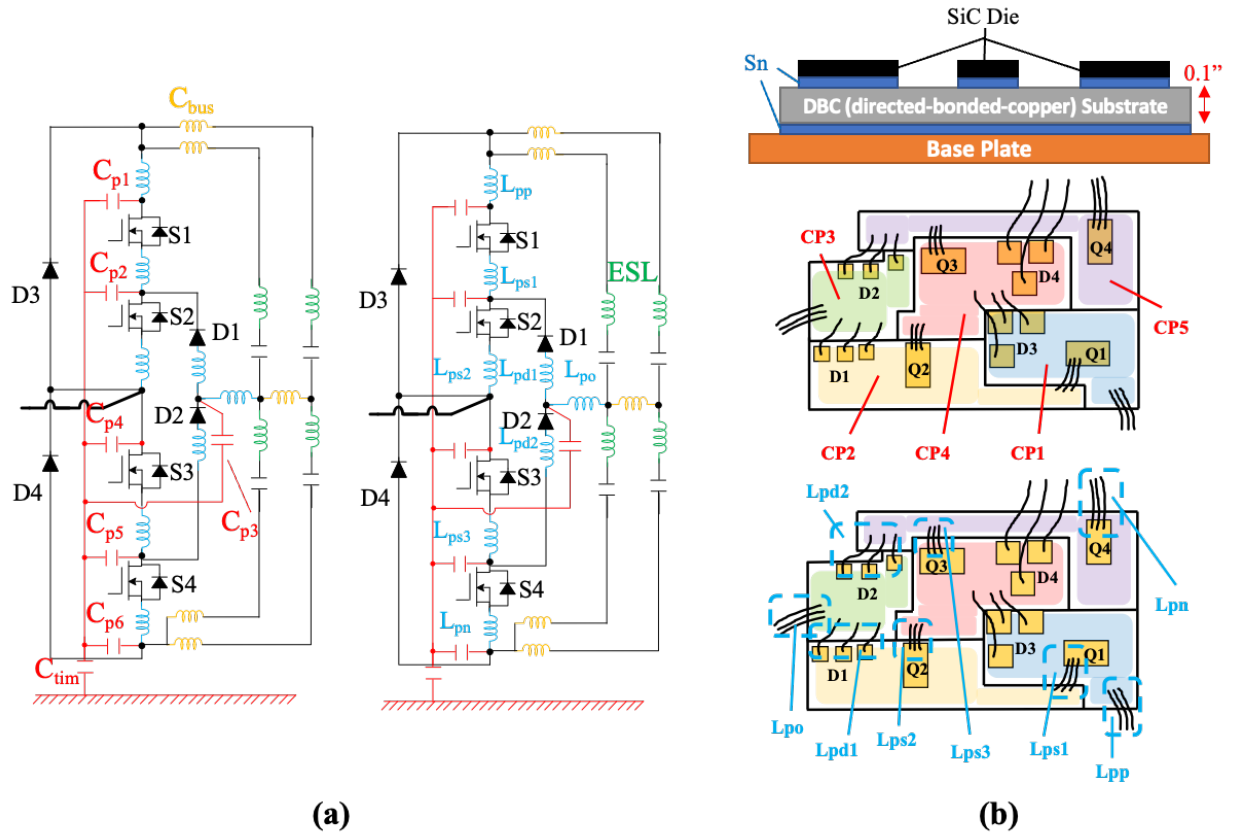 C_bus
C_p1
S1
C_p2
S2
D3
D1
C_p4
D2
S3
D4
C_p3
C_p5
S4
C_p6
C_tim
L_pp
S1
L_ps1
ESL
D3
S2
D1
L_ps2
L_pd1
L_po
D2
L_pd2
S3
D4
L_ps3
S4
L_pn
(a)
SiC Die
Sn
0.1”
DBC (directed-bonded-copper) Substrate
Base Plate
CP3
Q3
Q4
D4
D2
CP5
D3
Q1
D1
Q2
CP2
CP4
CP1
Lpd2
Q3
Q4
D4
D2
Lpn
D3
Q1
D1
Q2
Lpo
Lpd1
Lps2
Lps3
Lps1
Lpp
(b)